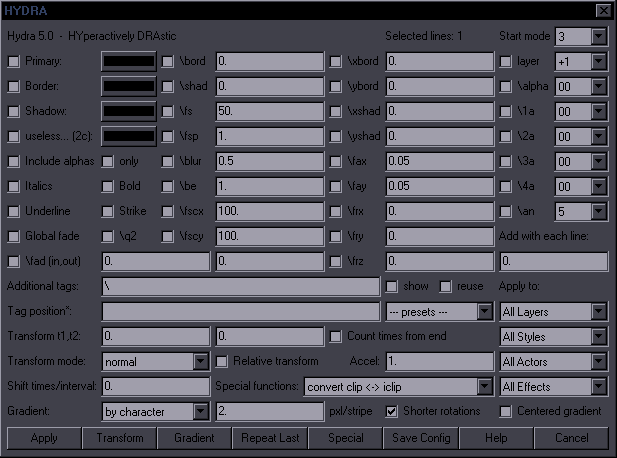 HYDRA
Hydra 5.0 - HYperactively DRAstic Selected lines: 1 Start mode 3
Primary: \bord 0. \xbord 0. layer +1
Border: \shad 0. \ybord 0. \alpha 00
Shadow: \fs 50. \xshad 0. \1a 00
useless... (2c): \fsp 1. \yshad 0. \2a 00
Include alphas only \blur 0.5 \fax 0.05 \3a 00
Italics Bold \be 1. \fay 0.05 \4a 00
Underline Strike \fscx 100. \frx 0. \an 5
Global fade \q2 \fscy 100. \fry 0. Add with each line:
\fad (in,out) 0. 0. \frz 0. 0.
Additional tags: \ show reuse Apply to:
Tag position*: --- presets --- All Layers
Transform t1,t2: 0. 0. Count times from end All Styles
Transform mode: normal Relative transform Accel: 1. All Actors
Shift times/interval: 0. Special functions: convert clip <-> iclip All Effects
Gradient: by character 2. pxl/stripe Shorter rotations Centered gradient
Apply Transform Gradient Repeat Last Special Save Config Help Cancel